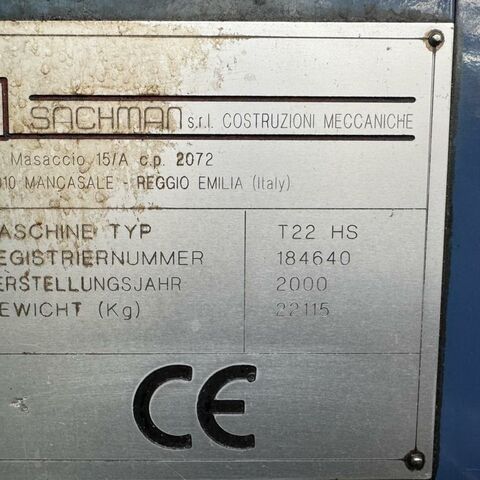 SACHMAN s.r.l. COSTRUZIONI MECCANICHE
Masaccio 15/A c.p. 2072
010 MANCASALE - REGGIO EMILIA (Italy)
ASCHINE TYP T22 HS
EGISTRIERNUMMER 184640
ERSTELLUNGSJAHR 2000
EWICHT (Kg) 22115
CE